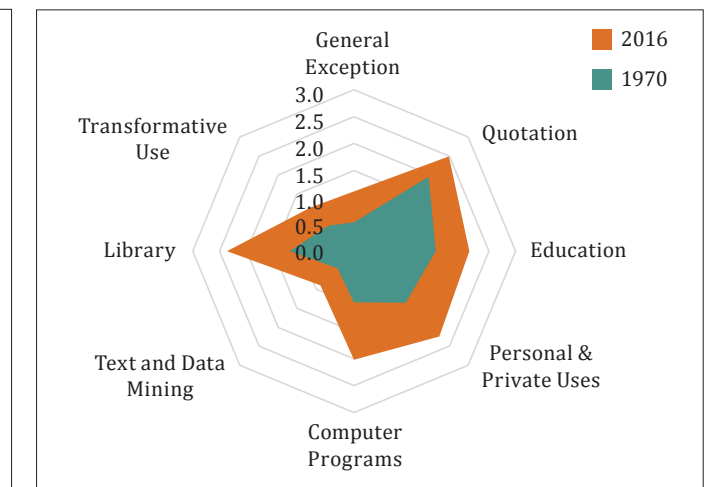 General
Exception
2016
1970
3.0
2.5
2.0
1.5
1.0
0.5
0.0
Transformative
Use
Quotation
Library
Education
Text and Data
Mining
Personal &
Private Uses
Computer
Programs